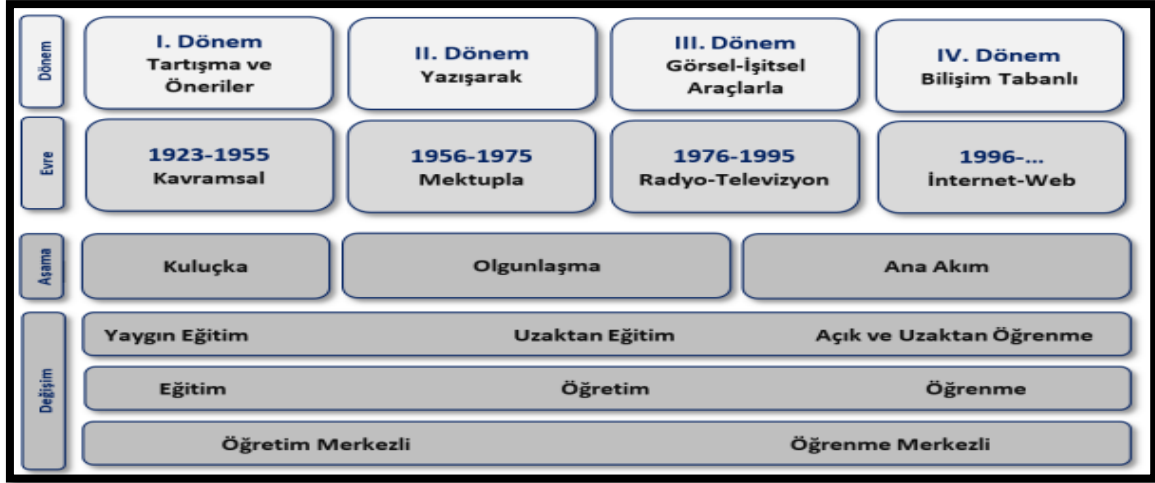 Dönem
I. Dönem
Tartışma ve
Öneriler
II. Dönem
Yazışarak
III. Dönem
Görsel-İşitsel
Araçlarla
IV. Dönem
Bilişim Tabanlı
Evre
1923-1955
Kavramsal
1956-1975
Mektupla
1976-1995
Radyo-Televizyon
1996-...
İnternet-Web
Aşama
Kuluçka
Olgunlaşma
Ana Akım
Değişim
Yaygın Eğitim
Uzaktan Eğitim
Açık ve Uzaktan Öğrenme
Eğitim
Öğretim
Öğrenme
Öğretim Merkezli
Öğrenme Merkezli